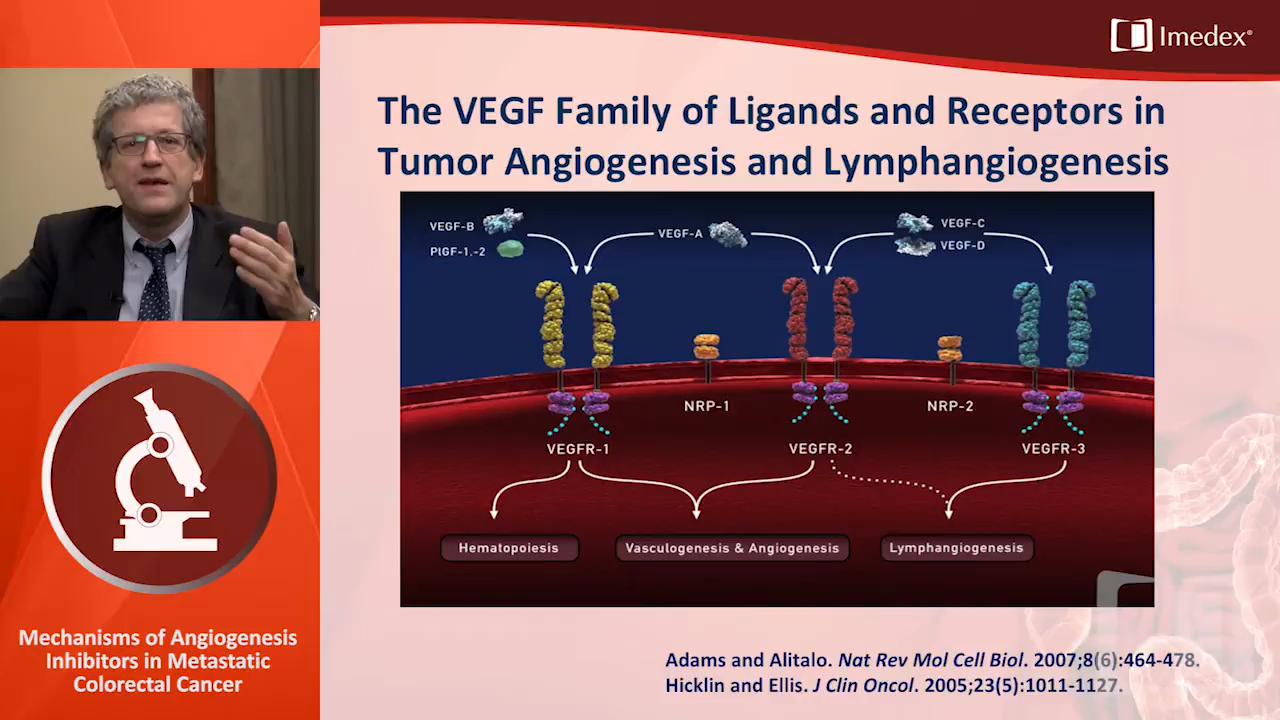 Imedex®
The VEGF Family of Ligands and Receptors in
Tumor Angiogenesis and Lymphangiogenesis
VEGF-B
PlGF-1,-2
VEGF-A
VEGF-C
VEGF-D
NRP-1
NRP-2
VEGFR-1
VEGFR-2
VEGFR-3
Hematopoiesis
Vasculogenesis & Angiogenesis
Lymphangiogenesis
Mechanisms of Angiogenesis
Inhibitors in Metastatic
Colorectal Cancer
Adams and Alitalo. Nat Rev Mol Cell Biol. 2007;8(6):464-478.
Hicklin and Ellis. J Clin Oncol. 2005;23(5):1011-1127.